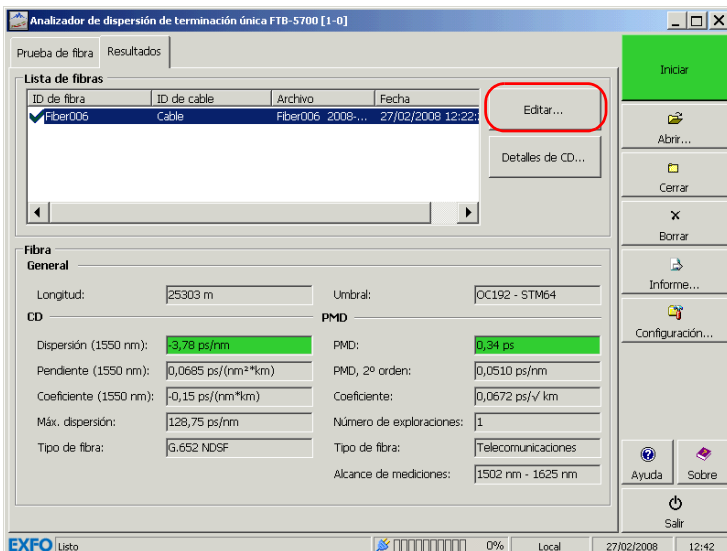 Analizador de dispersión de terminación única FTB-5700 [1-0]
Prueba de fibra Resultados
Lista de fibras
ID de fibra ID de cable Archivo Fecha
Fiber006 Cable Fiber006 2008-... 27/02/2008 12:22:
Editar...
Detalles de CD...
Fibra
General
Longitud: 25303 m Umbral: OC192 - STM64
CD PMD
Dispersión (1550 nm): -3,78 ps/nm PMD: 0,34 ps
Pendiente (1550 nm): 0,0685 ps/(nm²*km) PMD, 2º orden: 0,0510 ps/nm
Coeficiente (1550 nm): -0,15 ps/(nm*km) Coeficiente: 0,0672 ps/√ km
Máx. dispersión: 128,75 ps/nm Número de exploraciones: 1
Tipo de fibra: G.652 NDSF Tipo de fibra: Telecomunicaciones
Alcance de mediciones: 1502 nm - 1625 nm
Iniciar
Abrir...
Cerrar
Borrar
Informe...
Configuración...
Ayuda Sobre
Salir
EXFO Listo 0% Local 27/02/2008 12:42